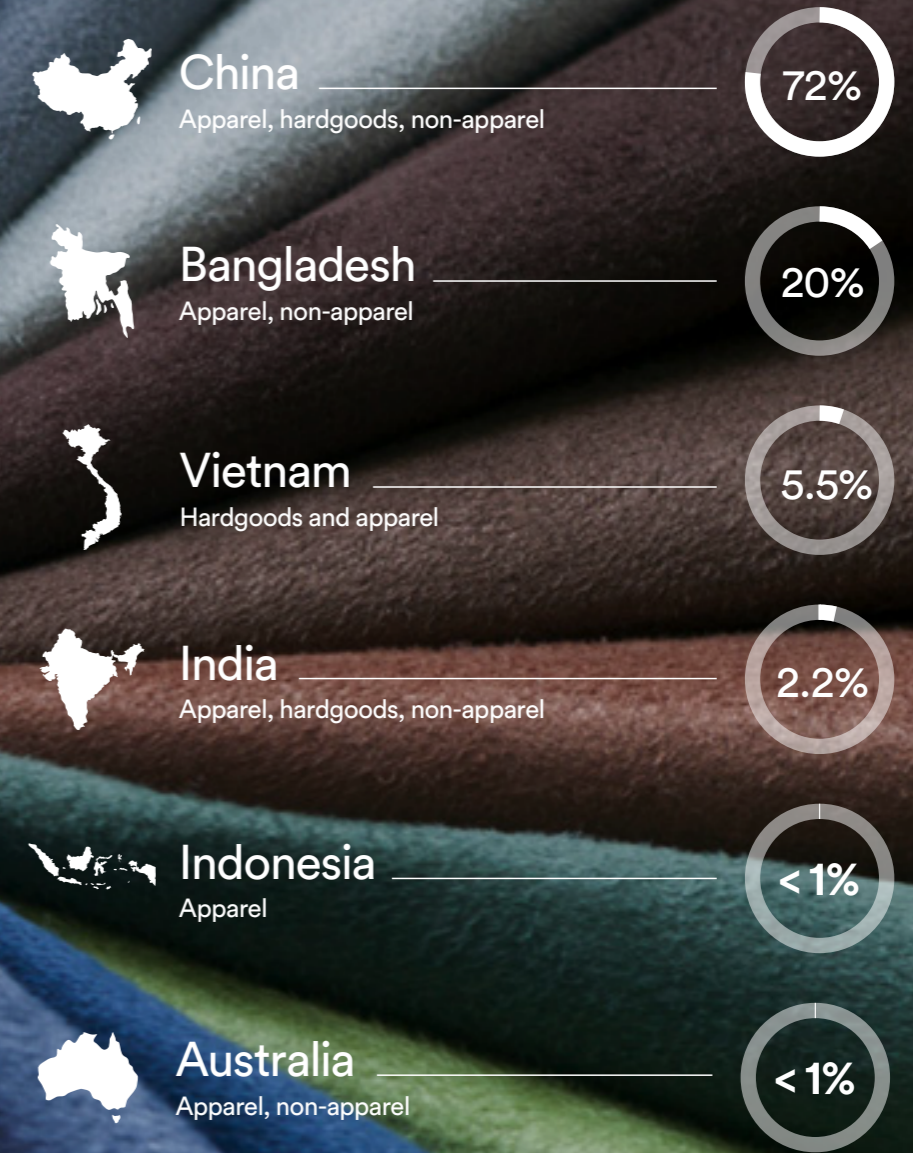 China
72%
Apparel, hardgoods, non-apparel
Bangladesh
20%
Apparel, non-apparel
Vietnam
5.5%
Hardgoods and apparel
India
2.2%
Apparel, hardgoods, non-apparel
Indonesia
< 1%
Apparel
Australia
< 1%
Apparel, non-apparel